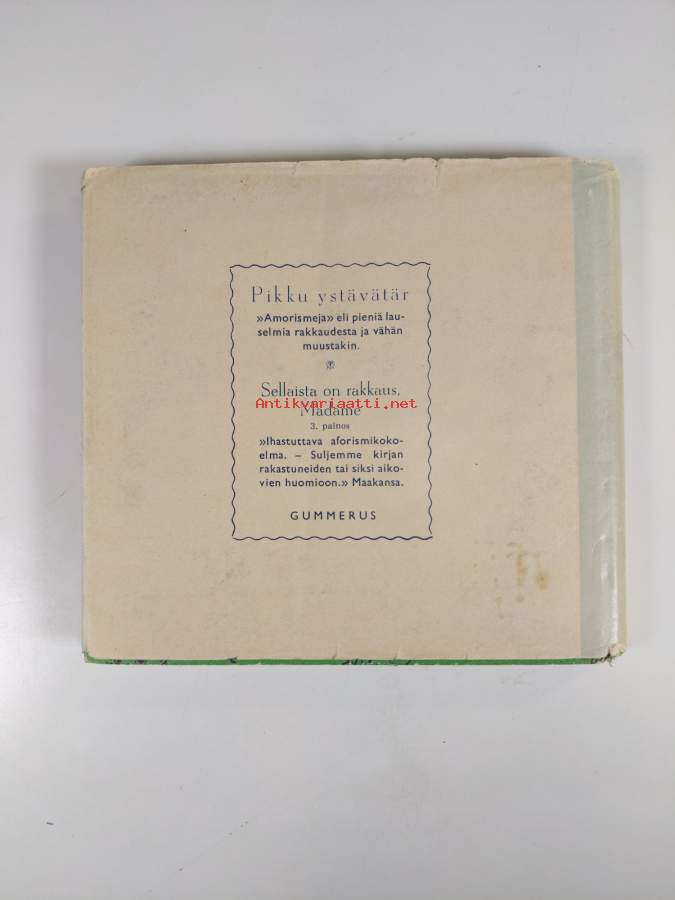 Pikku ystävätär
»Amorismeja» eli pieniä lau-
selmia rakkaudesta ja vähän
muustakin.
Sellaista on rakkaus,
Antikvariaatti.net
Madame
3. painos
»Ihastuttava aforismikoko-
elma. – Suljemme kirjan
rakastuneiden tai siksi aiko-
vien huomioon.» Maakansa.
GUMMERUS